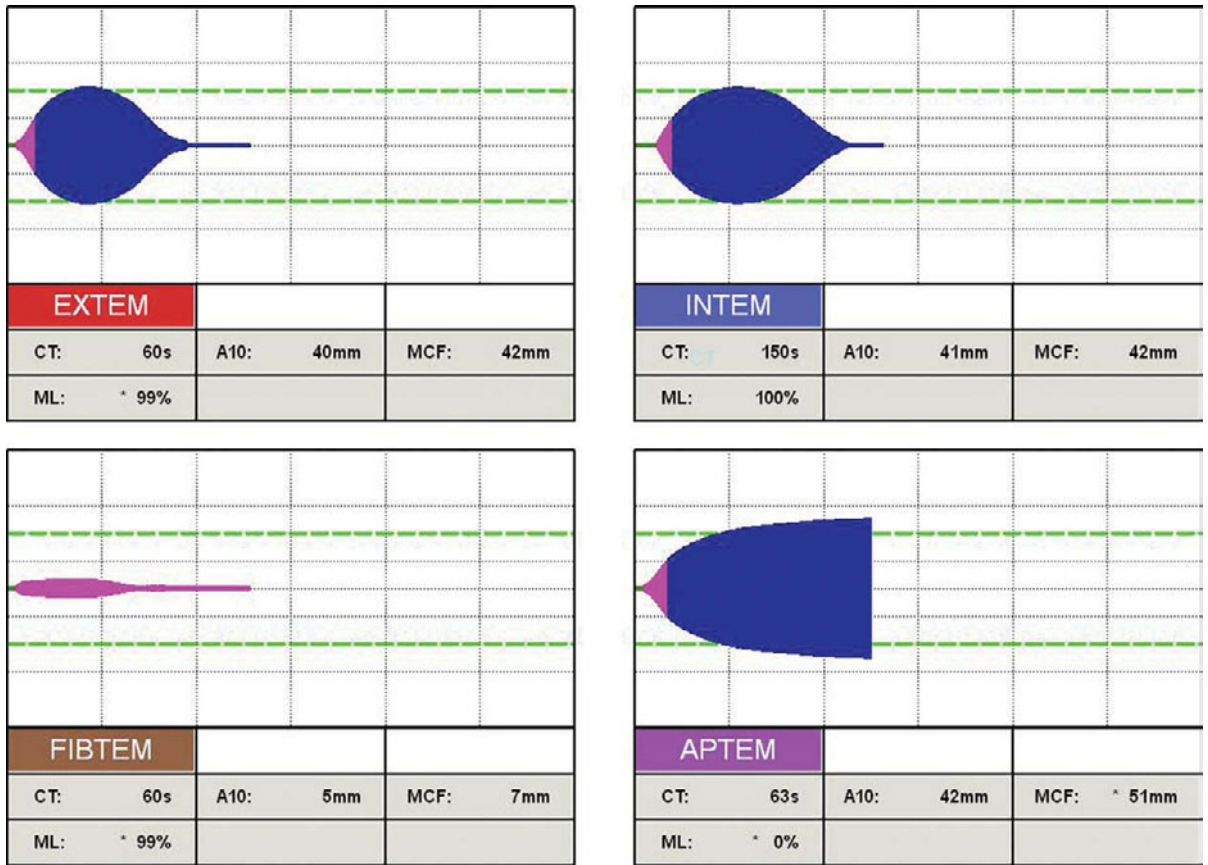 EXTEM
CT: 60s A10: 40mm MCF: 42mm
ML: * 99%
INTEM
CT: 150s A10: 41mm MCF: 42mm
ML: 100%
FIBTEM
CT: 60s A10: 5mm MCF: 7mm
ML: * 99%
APTEM
CT: 63s A10: 42mm MCF: * 51mm
ML: * 0%